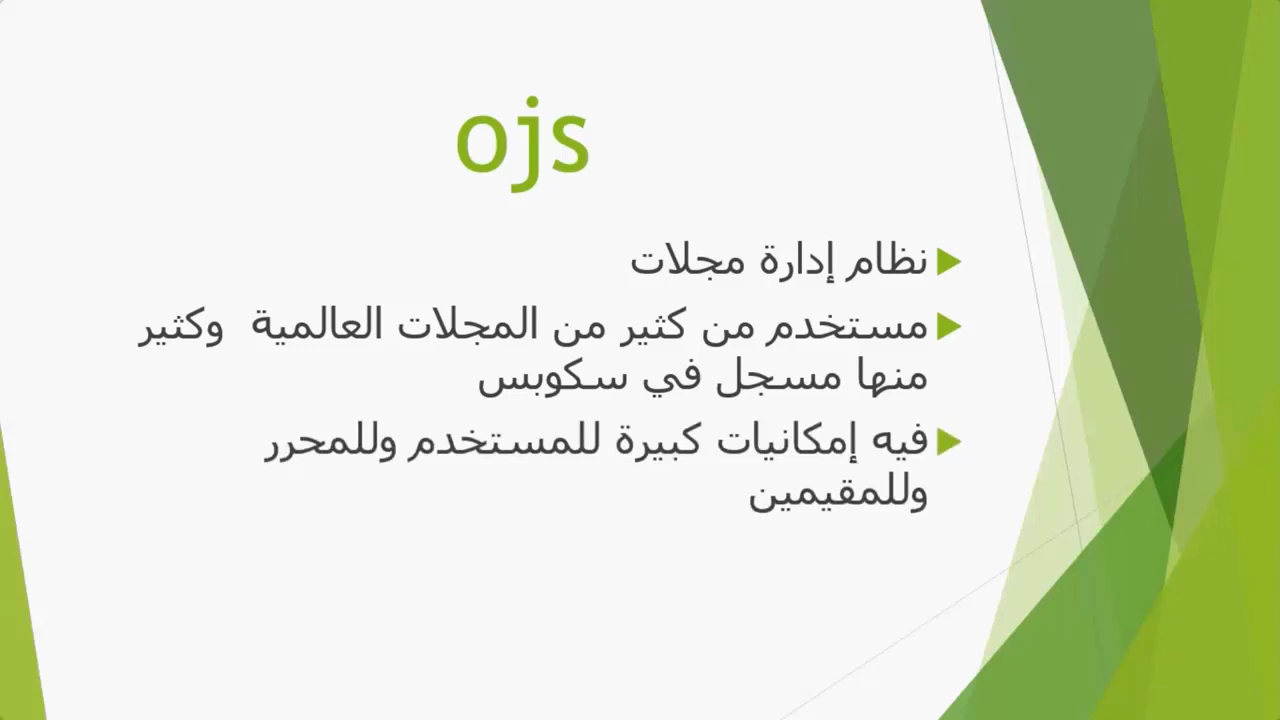 ojs
نظام إدارة مجلات
مستخدم من كثير من المجلات العالمية وكثير
منها مسجل في سكوبس
فيه إمكانيات كبيرة للمستخدم وللمحرر
وللمقيمين